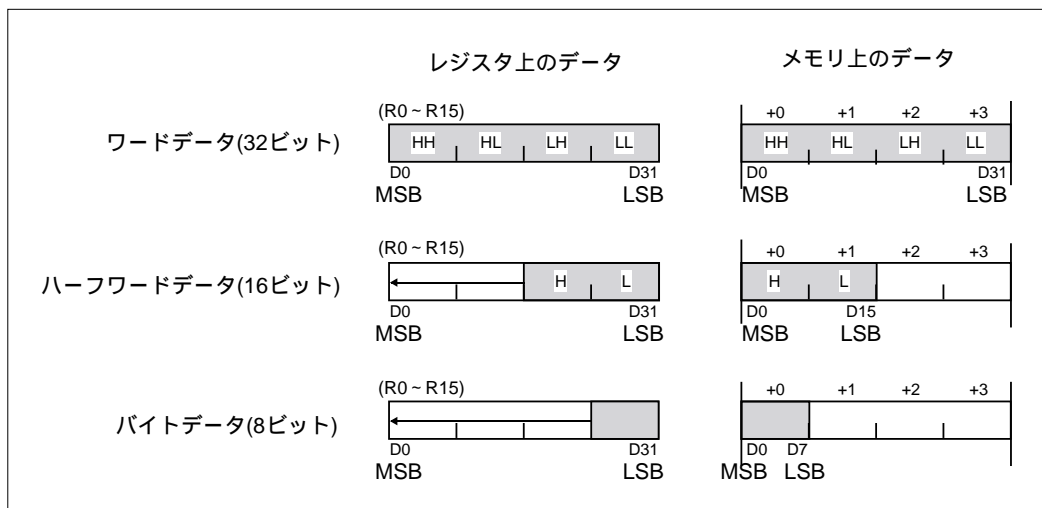 レジスタ上のデータ メモリ上のデータ
(R0 ~ R15) +0 +1 +2 +3
ワードデータ(32ビット) HH HL LH LL HH HL LH LL
D0 D31 D0 D31
MSB LSB MSB LSB
(R0 ~ R15) +0 +1 +2 +3
ハーフワードデータ(16ビット) H L H L
D0 D31 D0 D15
MSB LSB MSB LSB
(R0 ~ R15) +0 +1 +2 +3
バイトデータ(8ビット)
D0 D31 D0 D7
MSB LSB MSB LSB